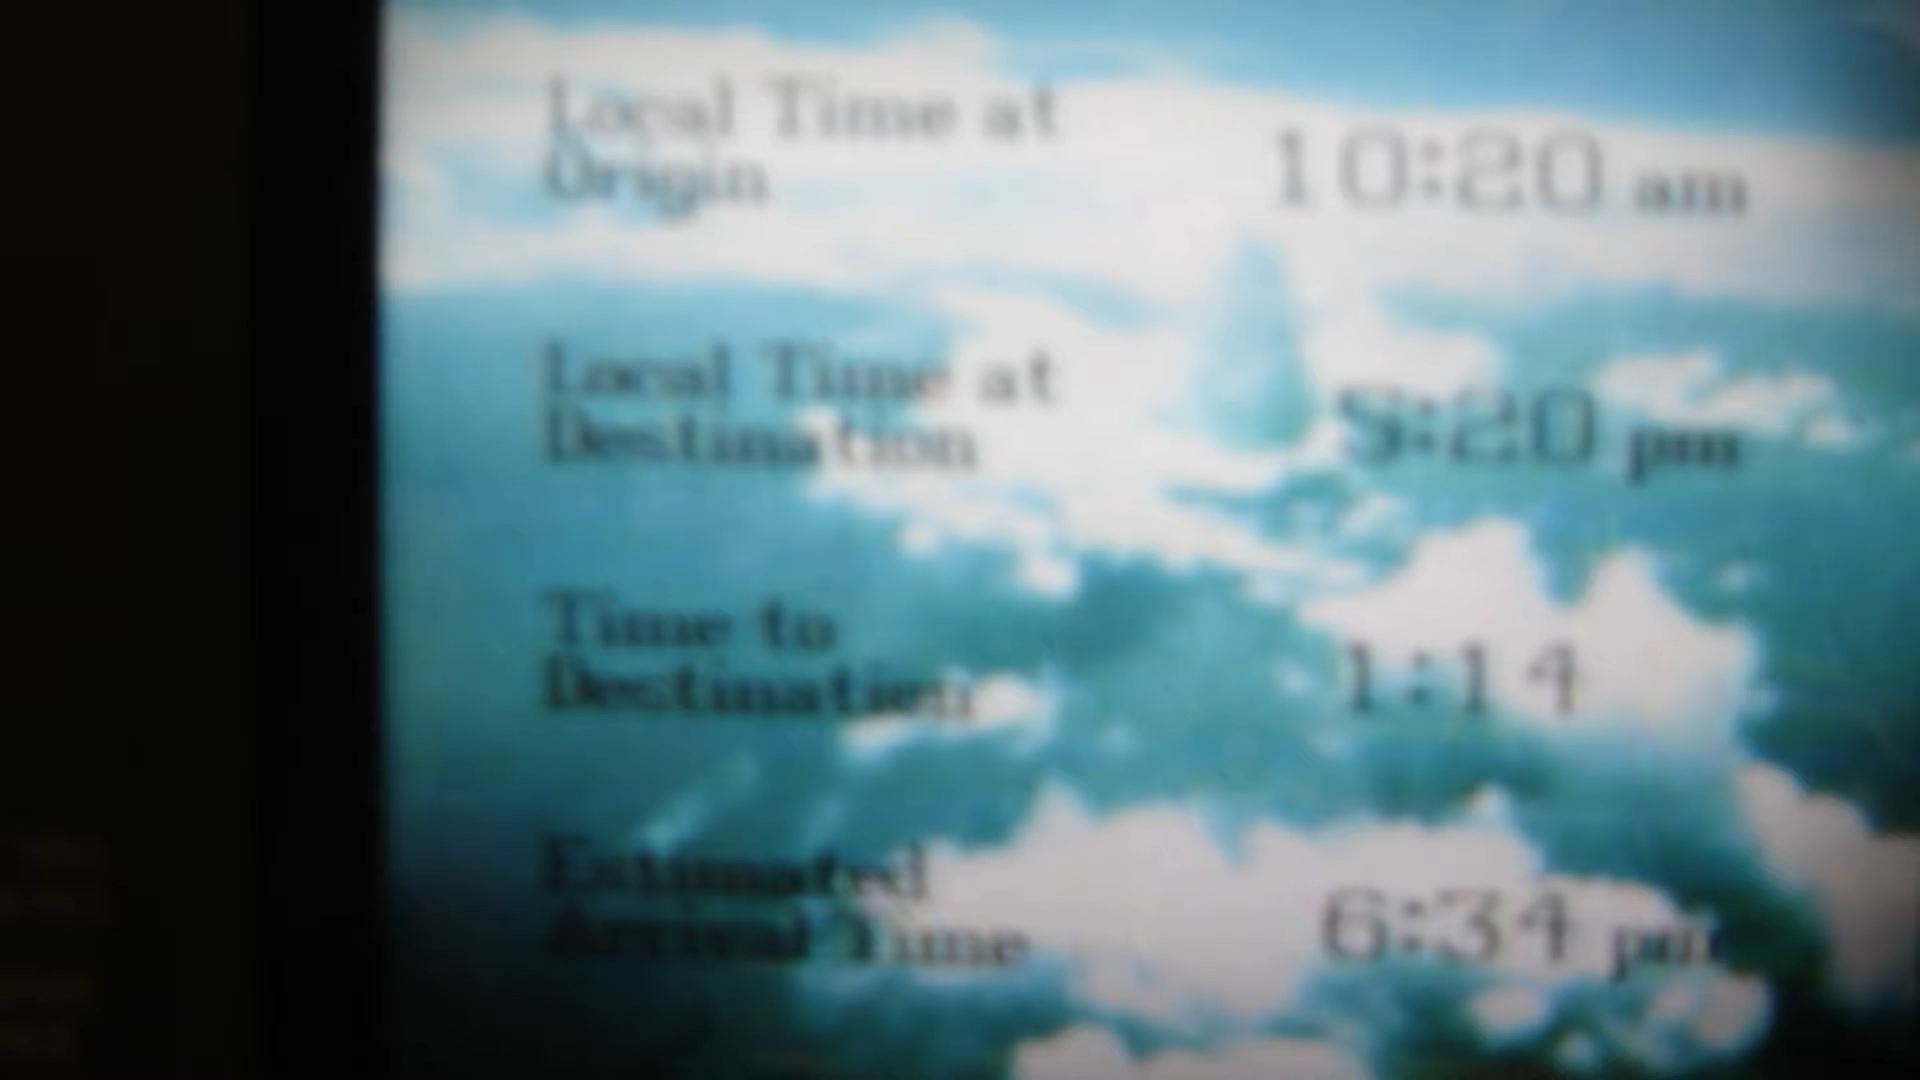 Local Time at
Origin
10:20 am
Local Time at
Destination
5:20 pm
Time to
Destination
1:14
Estimated
Arrival Time
6:34 pm